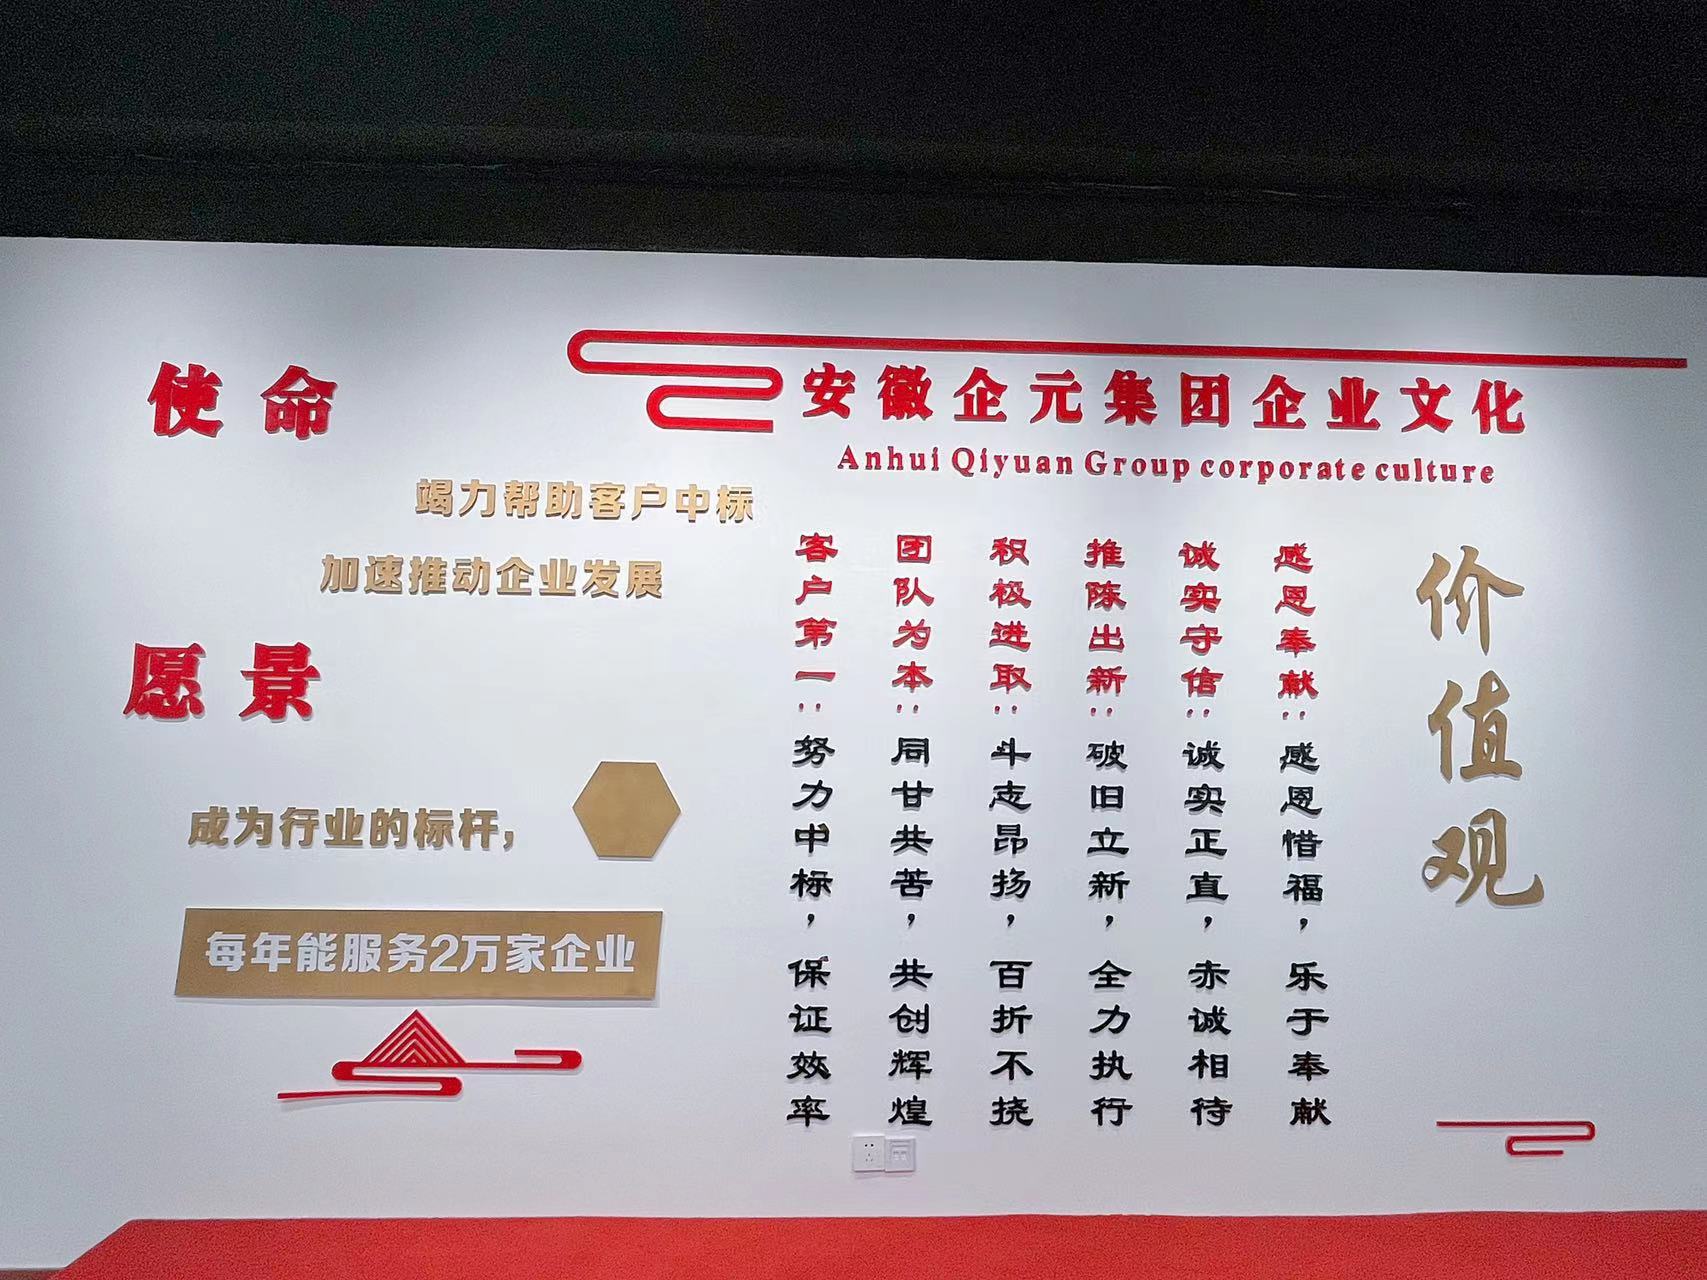 使命
竭力帮助客户中标
加速推动企业发展
愿景
成为行业的标杆，
每年能服务2万家企业
安徽企元集团企业文化
Anhui Qiyuan Group corporate culture
价值观
客户第一：努力中标，保证效率
团队为本：同甘共苦，共创辉煌
积极进取：斗志昂扬，百折不挠
推陈出新：破旧立新，全力执行
诚实守信：诚实正直，赤诚相待
感恩奉献：感恩惜福，乐于奉献